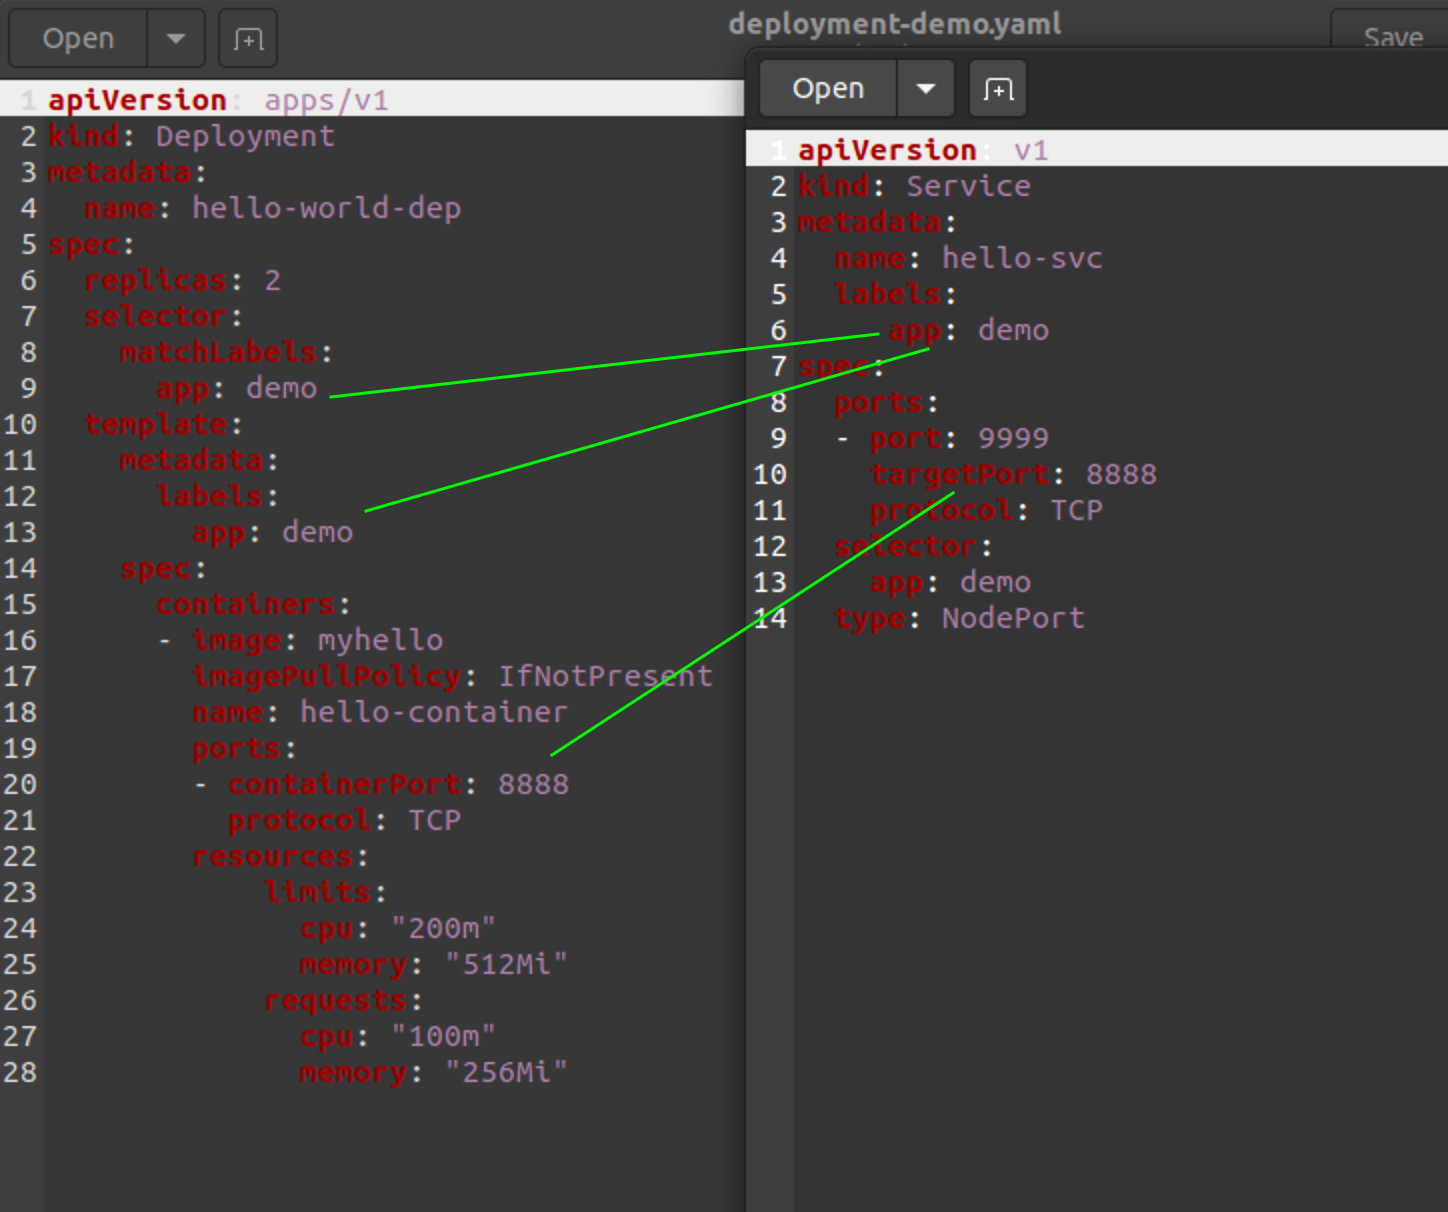 Open
deployment-demo.yaml
Save
1 apiVersion: apps/v1
2 kind: Deployment
3 metadata:
4   name: hello-world-dep
5 spec:
6   replicas: 2
7   selector:
8     matchLabels:
9       app: demo
10   template:
11     metadata:
12       labels:
13         app: demo
14     spec:
15       containers:
16       - image: myhello
17         imagePullPolicy: IfNotPresent
18         name: hello-container
19         ports:
20         - containerPort: 8888
21           protocol: TCP
22         resources:
23             limits:
24               cpu: "200m"
25               memory: "512Mi"
26             requests:
27               cpu: "100m"
28               memory: "256Mi"
Open
1 apiVersion: v1
2 kind: Service
3 metadata:
4   name: hello-svc
5   labels:
6      app: demo
7 spec:
8   ports:
9   - port: 9999
10     targetPort: 8888
11     protocol: TCP
12   selector:
13     app: demo
14   type: NodePort